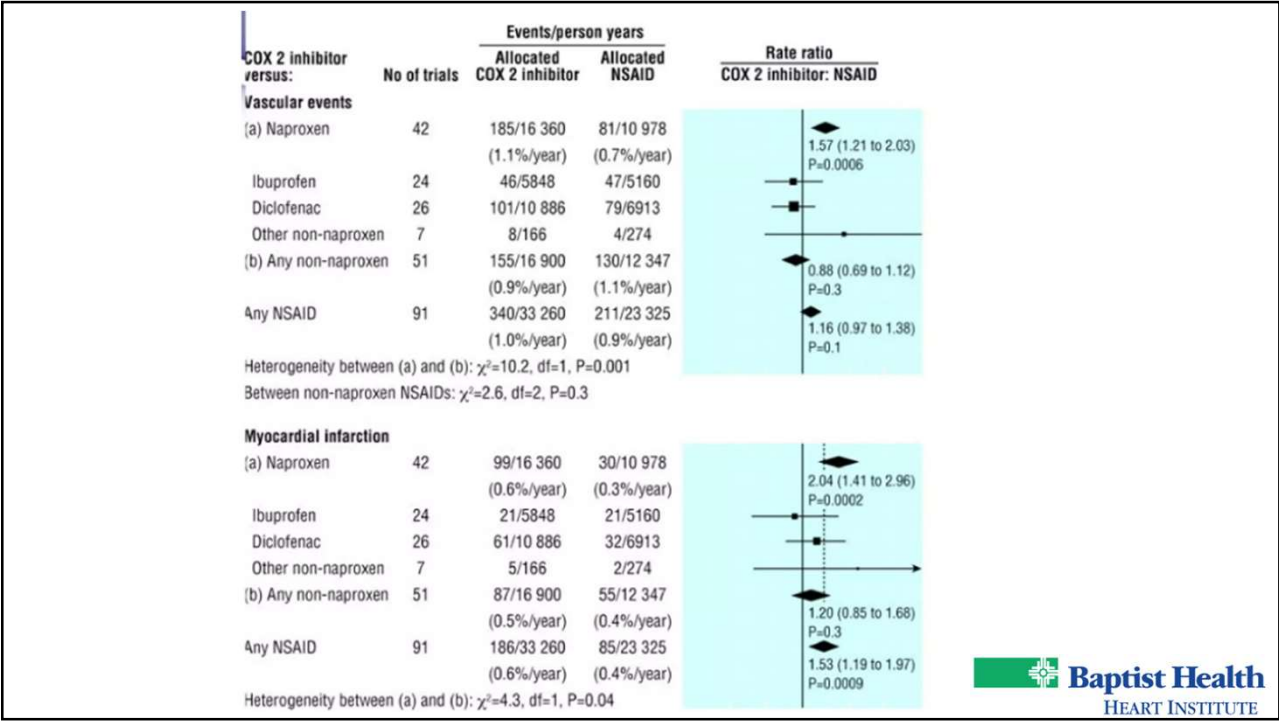 Events/person years
COX 2 inhibitor versus: No of trials Allocated COX 2 inhibitor Allocated NSAID Rate ratio COX 2 inhibitor: NSAID
Vascular events
(a) Naproxen 42 185/16 360 81/10 978
(1.1%/year) (0.7%/year) 1.57 (1.21 to 2.03)
P=0.0006
Ibuprofen 24 46/5848 47/5160
Diclofenac 26 101/10 886 79/6913
Other non-naproxen 7 8/166 4/274
(b) Any non-naproxen 51 155/16 900 130/12 347
0.88 (0.69 to 1.12)
(0.9%/year) (1.1%/year) P=0.3
Any NSAID 91 340/33 260 211/23 325
1.16 (0.97 to 1.38)
(1.0%/year) (0.9%/year) P=0.1
Heterogeneity between (a) and (b): χ²=10.2, df=1, P=0.001
Between non-naproxen NSAIDs: χ²=2.6, df=2, P=0.3
Myocardial infarction
(a) Naproxen 42 99/16 360 30/10 978
2.04 (1.41 to 2.96)
(0.6%/year) (0.3%/year) P=0.0002
Ibuprofen 24 21/5848 21/5160
Diclofenac 26 61/10 886 32/6913
Other non-naproxen 7 5/166 2/274
(b) Any non-naproxen 51 87/16 900 55/12 347
1.20 (0.85 to 1.68)
(0.5%/year) (0.4%/year) P=0.3
Any NSAID 91 186/33 260 85/23 325
1.53 (1.19 to 1.97)
(0.6%/year) (0.4%/year) P=0.0009
Heterogeneity between (a) and (b): χ²=4.3, df=1, P=0.04
Baptist Health
HEART INSTITUTE